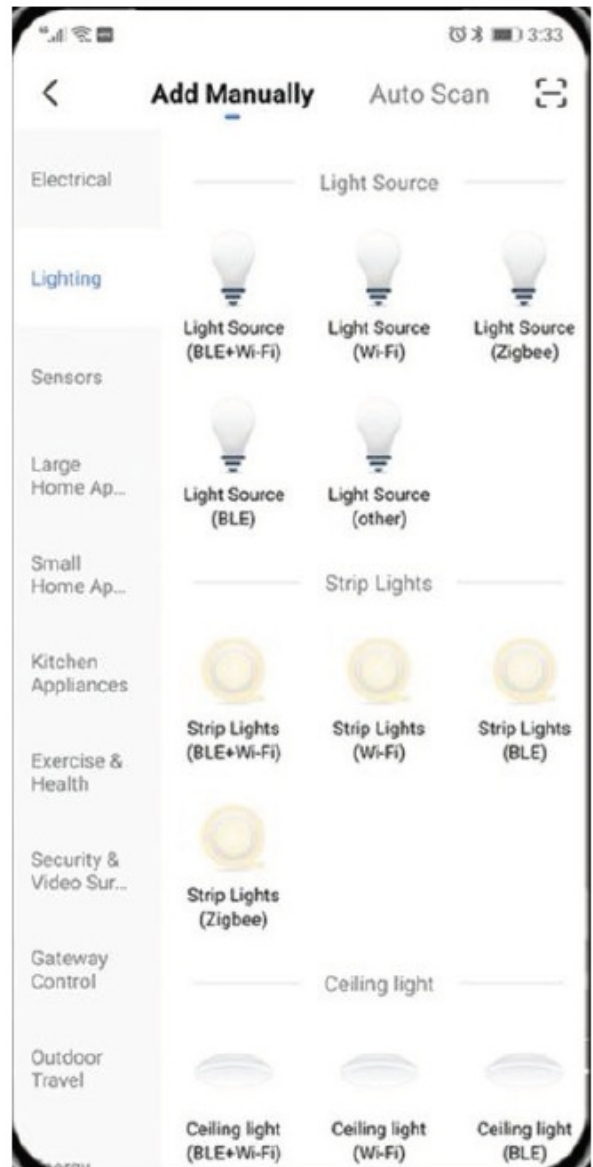 3:33
Add Manually Auto Scan
Electrical
Lighting
Sensors
Large
Home Ap...
Small
Home Ap...
Kitchen
Appliances
Exercise &
Health
Security &
Video Sur...
Gateway
Control
Outdoor
Travel
Light Source
Light Source
(BLE+Wi-Fi)
Light Source
(Wi-Fi)
Light Source
(Zigbee)
Light Source
(BLE)
Light Source
(other)
Strip Lights
Strip Lights
(BLE+Wi-Fi)
Strip Lights
(Wi-Fi)
Strip Lights
(BLE)
Strip Lights
(Zigbee)
Ceiling light
Ceiling light
(BLE+Wi-Fi)
Ceiling light
(Wi-Fi)
Ceiling light
(BLE)